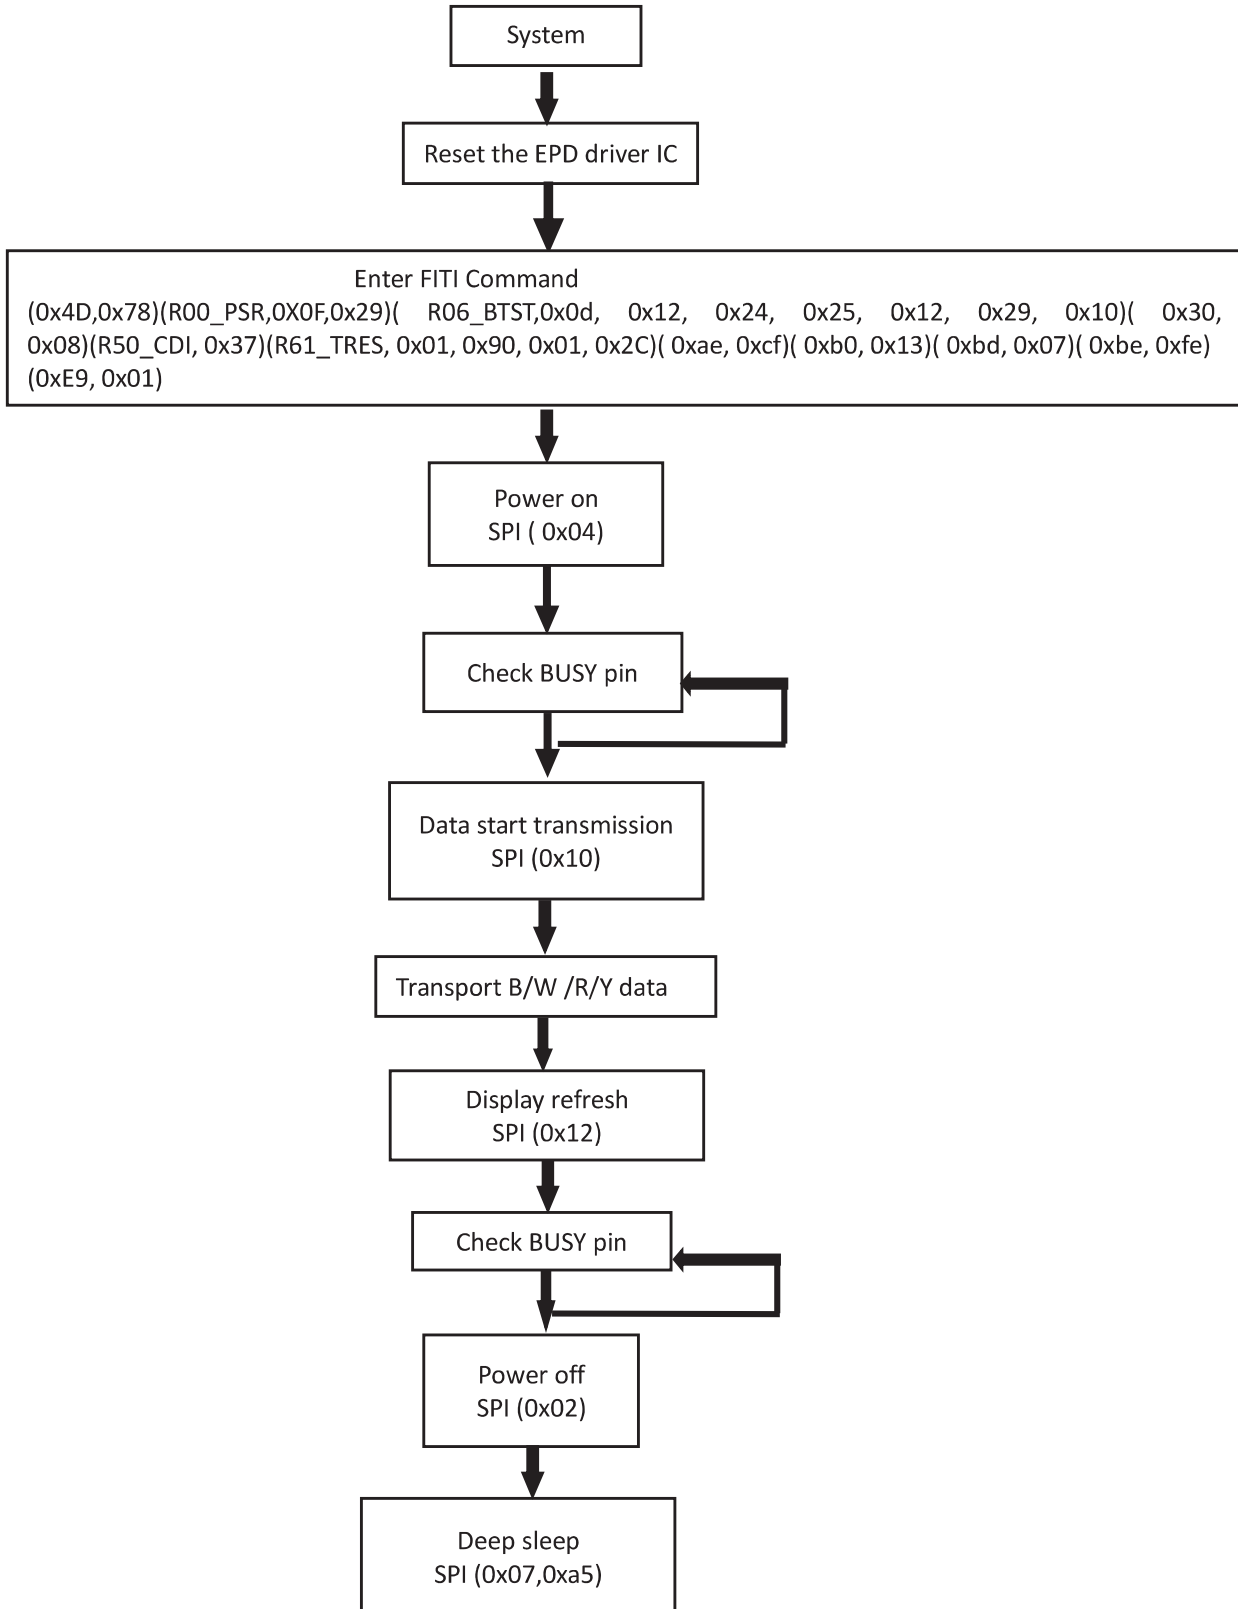 System
Reset the EPD driver IC
Enter FITI Command
(0x4D,0x78)(R00_PSR,0X0F,0x29)( R06_BTST,0x0d, 0x12, 0x24, 0x25, 0x12, 0x29, 0x10)( 0x30,
0x08)(R50_CDI, 0x37)(R61_TRES, 0x01, 0x90, 0x01, 0x2C)( 0xae, 0xcf)( 0xb0, 0x13)( 0xbd, 0x07)( 0xbe, 0xfe)
(0xE9, 0x01)
Power on
SPI ( 0x04)
Check BUSY pin
Data start transmission
SPI (0x10)
Transport B/W /R/Y data
Display refresh
SPI (0x12)
Check BUSY pin
Power off
SPI (0x02)
Deep sleep
SPI (0x07,0xa5)